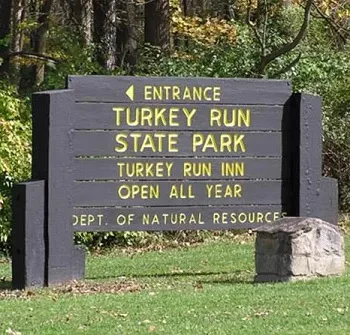 ENTRANCE
TURKEY RUN
STATE PARK
TURKEY RUN INN
OPEN ALL YEAR
DEPT. OF NATURAL RESOURCES